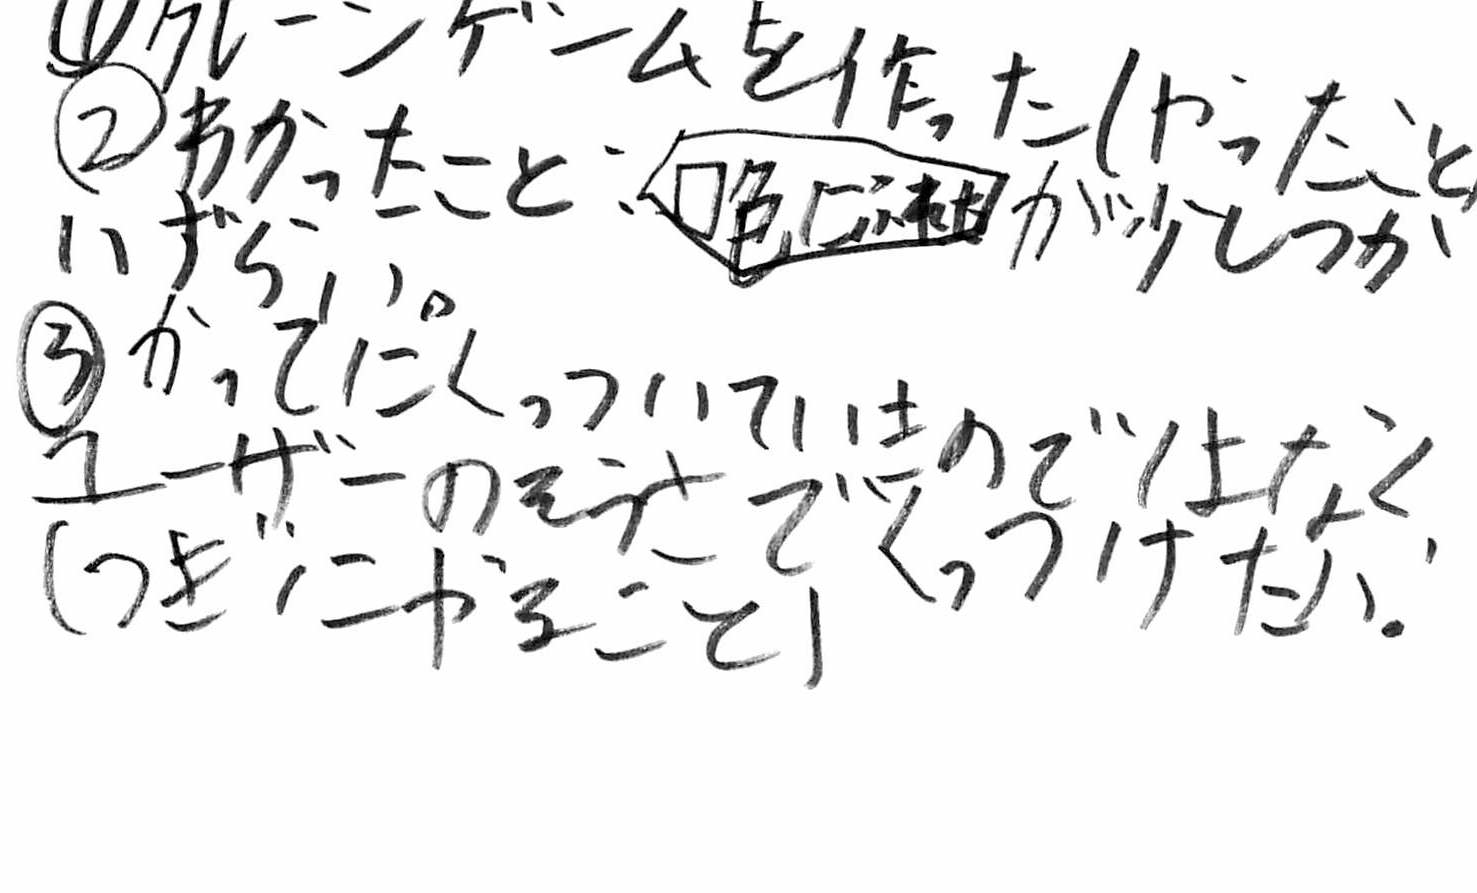 ①クレーンゲームを作った(やったこと)
②わかったこと：□色にふれたが少しつか
いずらい。
③かってにくっついているのではなく
ユーザーのそうさでくっつけたい.
(つぎにやること)